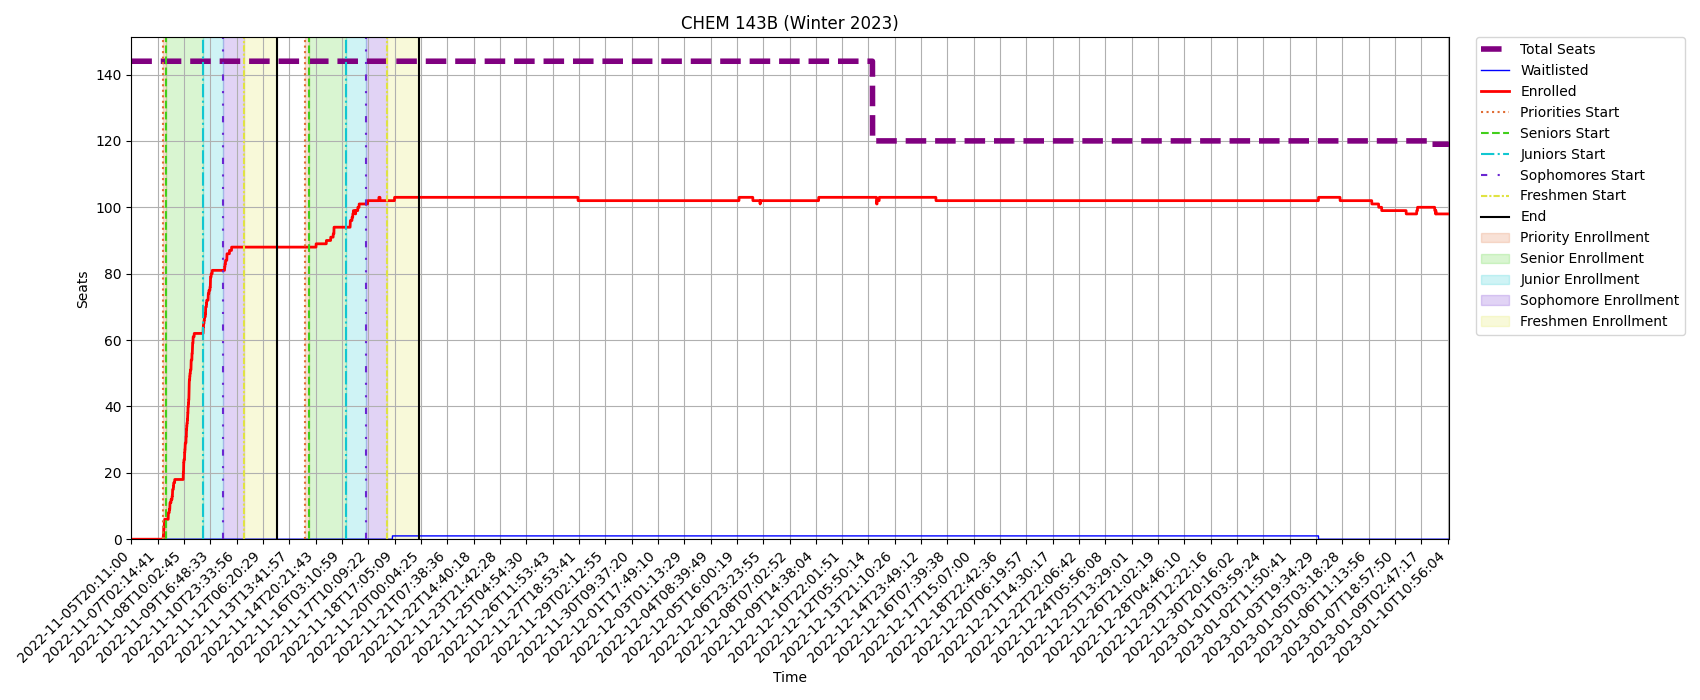 CHEM 143B (Winter 2023)
Seats
140
120
100
80
60
40
20
0
2022-11-05T20:11:00
2022-11-07T02:14:41
2022-11-08T10:02:45
2022-11-09T16:48:33
2022-11-10T23:33:56
2022-11-12T06:20:29
2022-11-13T13:41:57
2022-11-14T20:21:43
2022-11-16T03:10:59
2022-11-17T10:09:22
2022-11-18T17:05:09
2022-11-20T00:04:25
2022-11-21T07:38:36
2022-11-22T14:40:18
2022-11-23T21:42:28
2022-11-25T04:54:30
2022-11-26T11:53:43
2022-11-27T18:53:41
2022-11-29T02:12:55
2022-11-30T09:37:20
2022-12-01T17:49:10
2022-12-03T01:13:29
2022-12-04T08:39:49
2022-12-05T16:00:19
2022-12-06T23:23:55
2022-12-08T07:02:52
2022-12-09T14:38:04
2022-12-10T22:01:51
2022-12-12T05:50:14
2022-12-13T21:10:26
2022-12-14T23:49:12
2022-12-16T07:39:38
2022-12-17T15:07:00
2022-12-18T22:42:36
2022-12-20T06:19:57
2022-12-21T14:30:17
2022-12-22T22:06:42
2022-12-24T05:56:08
2022-12-25T13:29:01
2022-12-26T21:02:19
2022-12-28T04:46:10
2022-12-29T12:22:16
2022-12-30T20:16:02
2023-01-01T03:59:24
2023-01-02T11:50:41
2023-01-03T19:34:29
2023-01-05T03:18:28
2023-01-06T11:13:56
2023-01-07T18:57:50
2023-01-09T02:47:17
2023-01-10T10:56:04
Time
Total Seats
Waitlisted
Enrolled
Priorities Start
Seniors Start
Juniors Start
Sophomores Start
Freshmen Start
End
Priority Enrollment
Senior Enrollment
Junior Enrollment
Sophomore Enrollment
Freshmen Enrollment